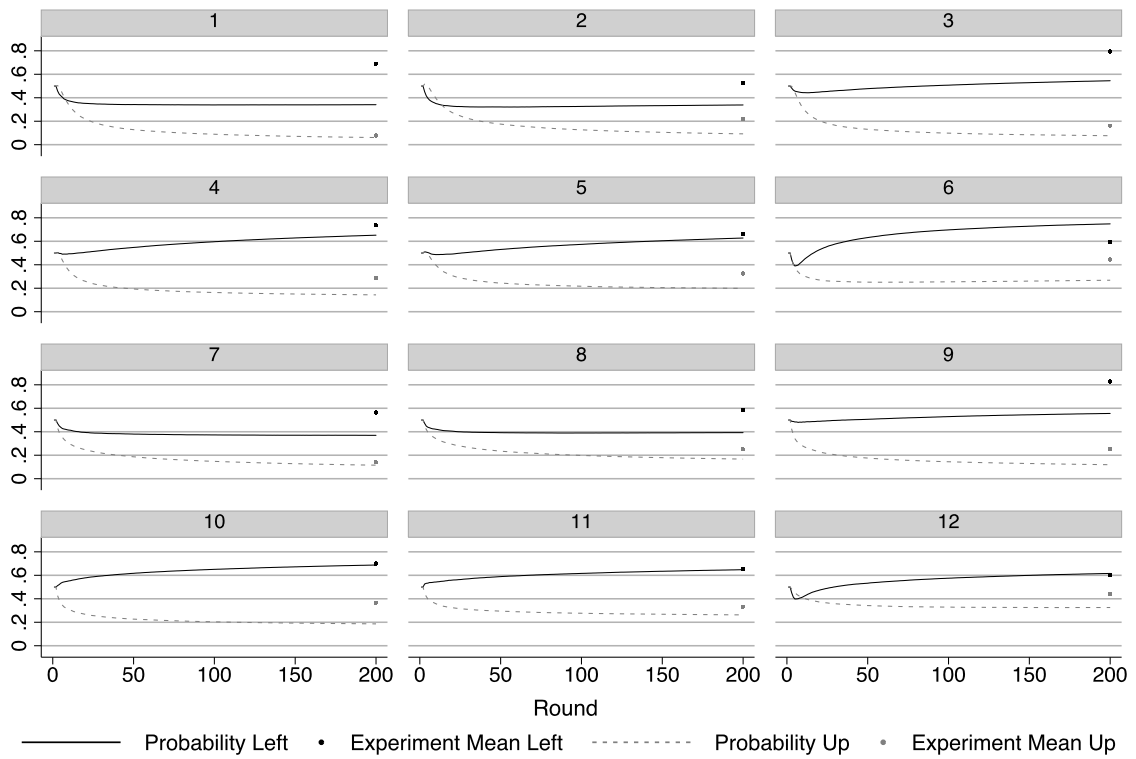 1 2 3
0 .2 .4 .6 .8
4 5 6
0 .2 .4 .6 .8
7 8 9
0 .2 .4 .6 .8
10 11 12
0 .2 .4 .6 .8
0 50 100 150 200 0 50 100 150 200 0 50 100 150 200
Round
Probability Left Experiment Mean Left Probability Up Experiment Mean Up